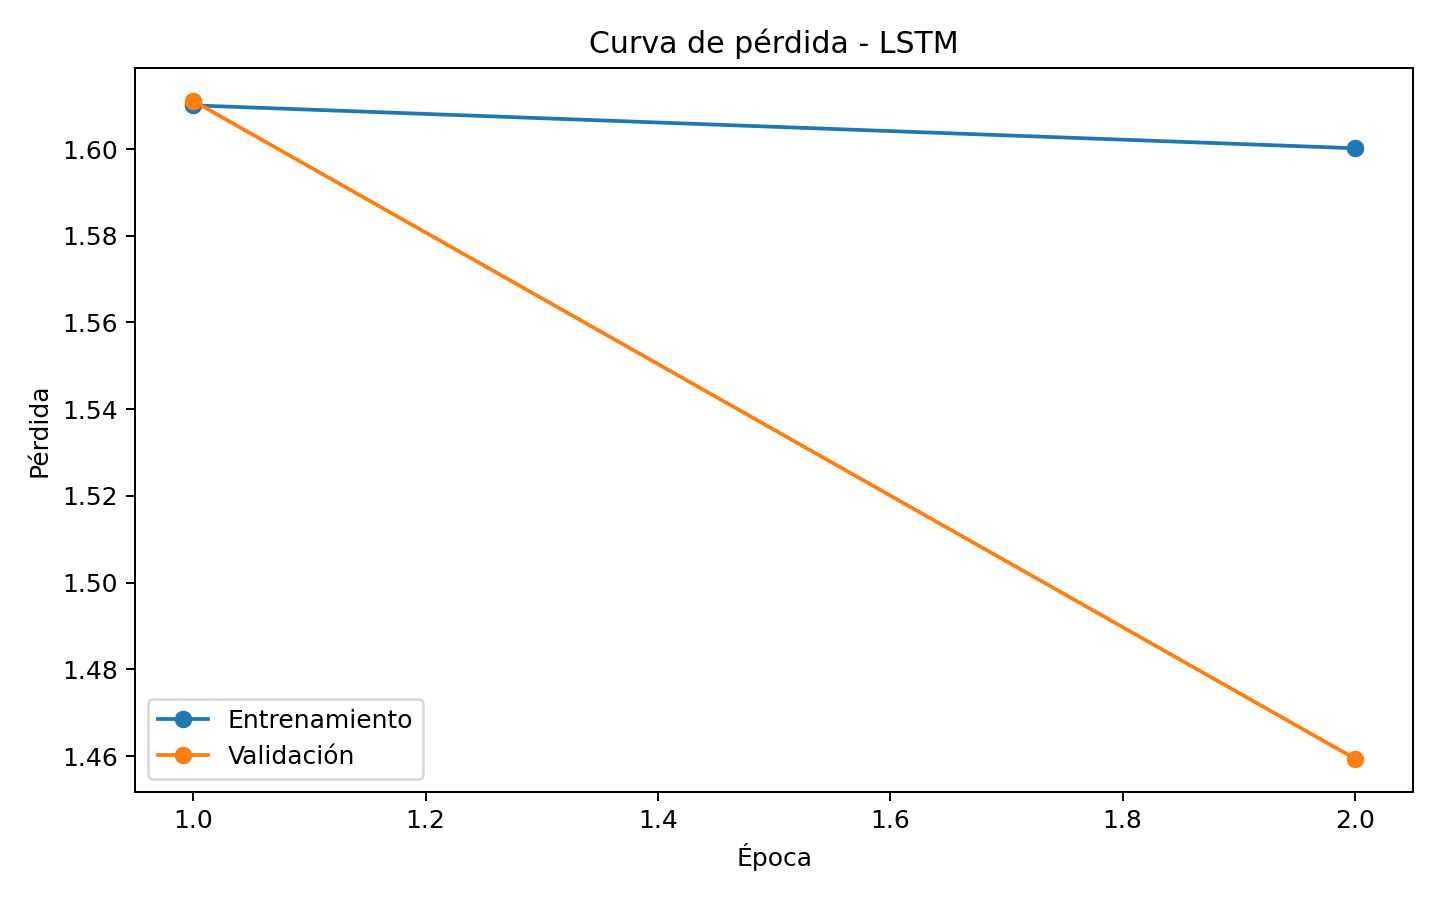 Curva de pérdida - LSTM
Pérdida
1.60
1.58
1.56
1.54
1.52
1.50
1.48
1.46
Entrenamiento
Validación
1.0 1.2 1.4 1.6 1.8 2.0
Época